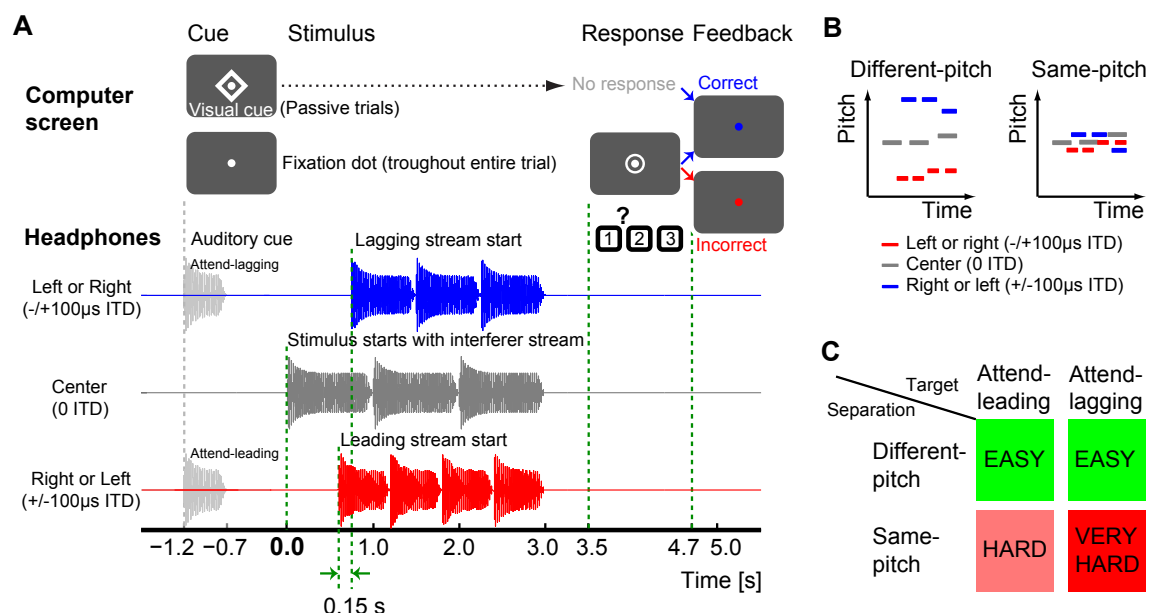 A
Cue
Stimulus
Response
Feedback
Computer
screen
Visual cue (Passive trials)
No response
Correct
Fixation dot (troughout entire trial)
?
1 2 3
Incorrect
Headphones
Auditory cue
Lagging stream start
Attend-lagging
Left or Right
(-/+100µs ITD)
Stimulus starts with interferer stream
Center
(0 ITD)
Leading stream start
Attend-leading
Right or Left
(+/-100µs ITD)
−1.2 −0.7 0.0 1.0 2.0 3.0 3.5 4.7 5.0
Time [s]
0.15 s
B
Different-pitch
Same-pitch
Pitch
Time
Pitch
Time
Left or right (-/+100µs ITD)
Center (0 ITD)
Right or left (+/-100µs ITD)
C
Target
Separation
Attend-
leading
Attend-
lagging
Different-
pitch
EASY
EASY
Same-
pitch
HARD
VERY
HARD